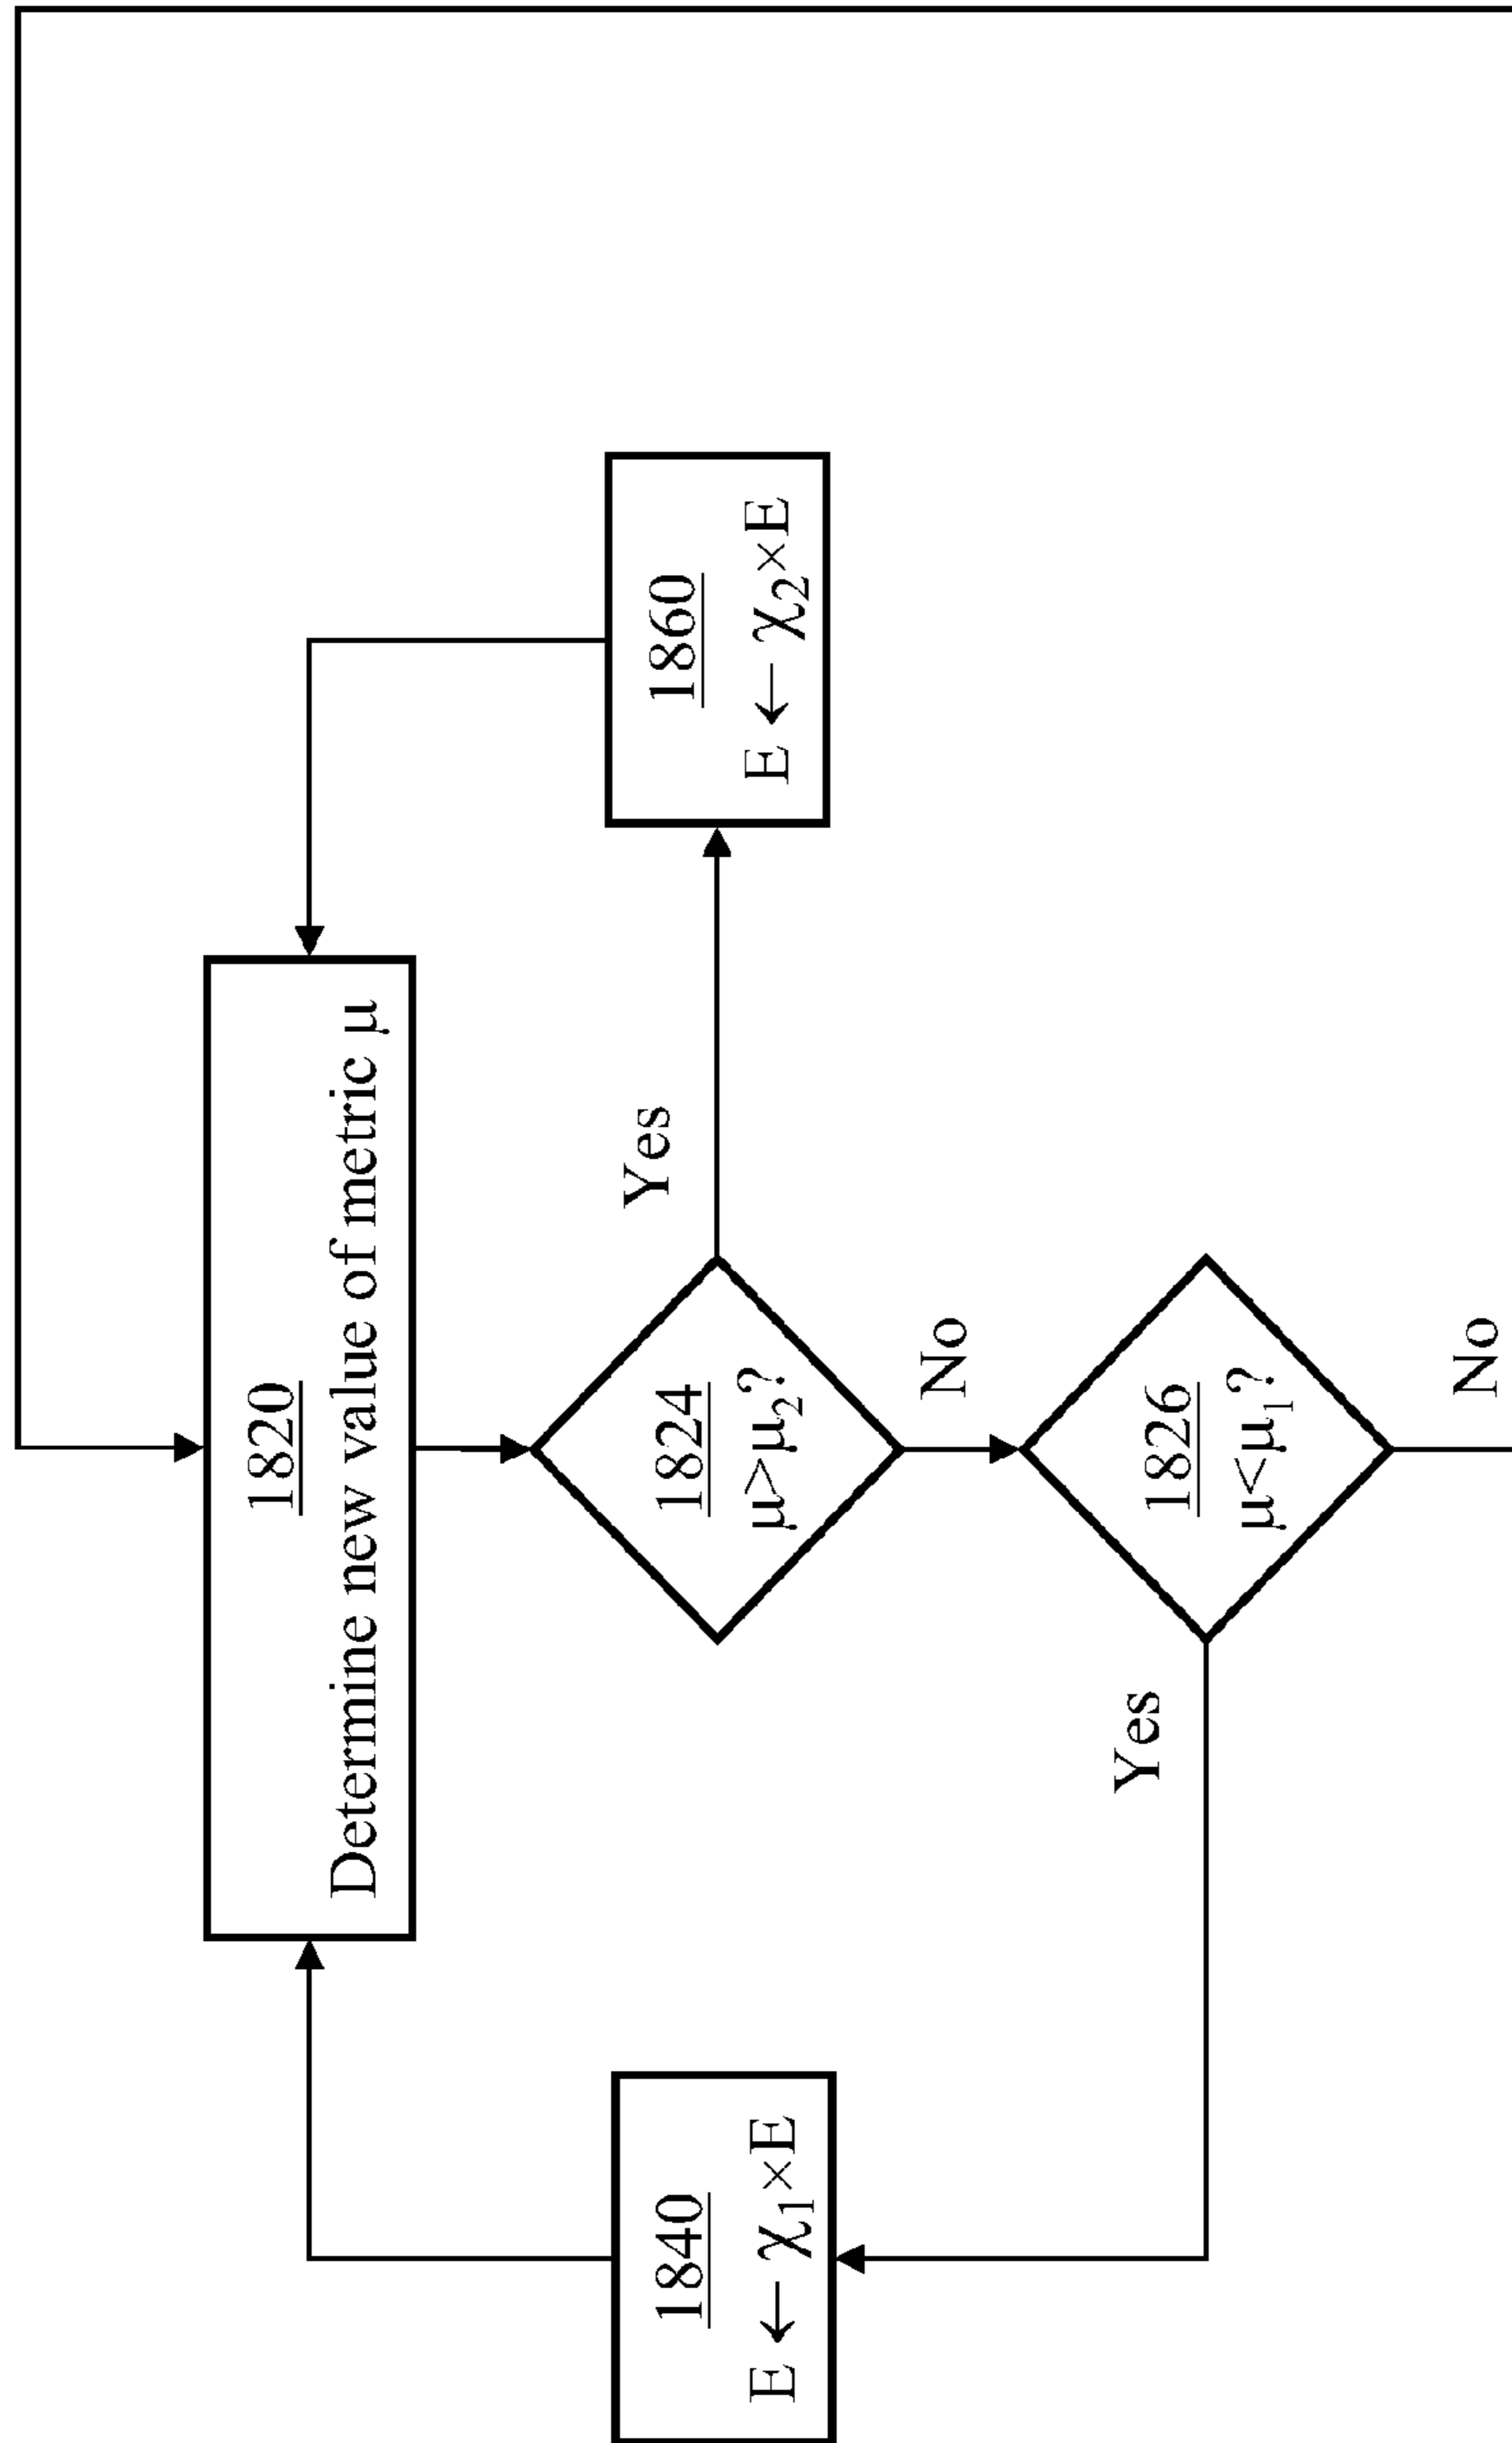 1820
Determine new value of metric µ
1824
µ>µ₂?
Yes
1860
E ← χ₂×E
No
1826
µ<µ₁?
Yes
1840
E ← χ₁×E
No